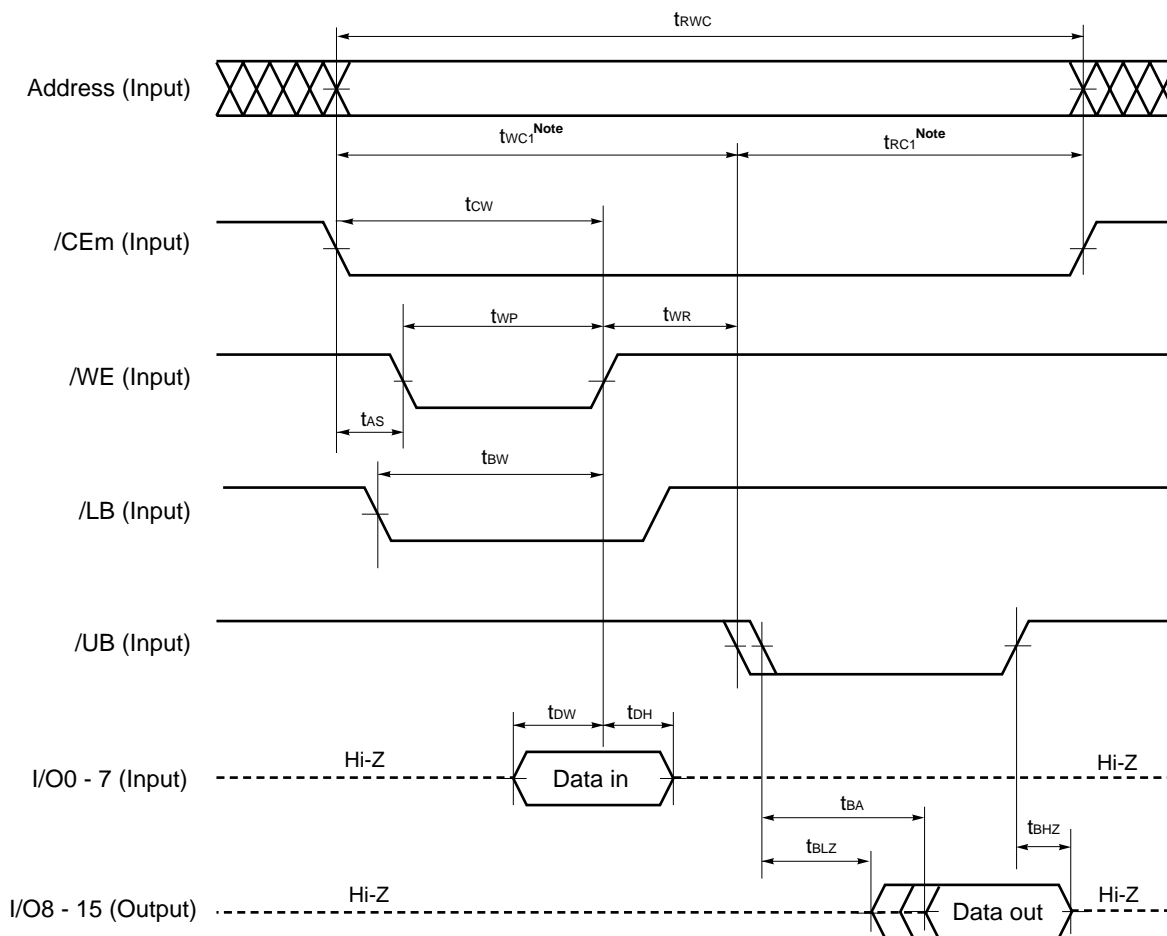 tRWC
Address (Input)
tWC1Note
tRC1Note
tCW
/CEm (Input)
tWP
tWR
/WE (Input)
tAS
tBW
/LB (Input)
/UB (Input)
tDW
tDH
Hi-Z
Hi-Z
I/O0 - 7 (Input)
Data in
tBA
tBHZ
tBLZ
Hi-Z
Hi-Z
I/O8 - 15 (Output)
Data out